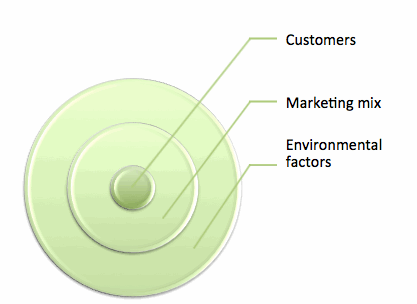 Customers
Marketing mix
Environmental
factors